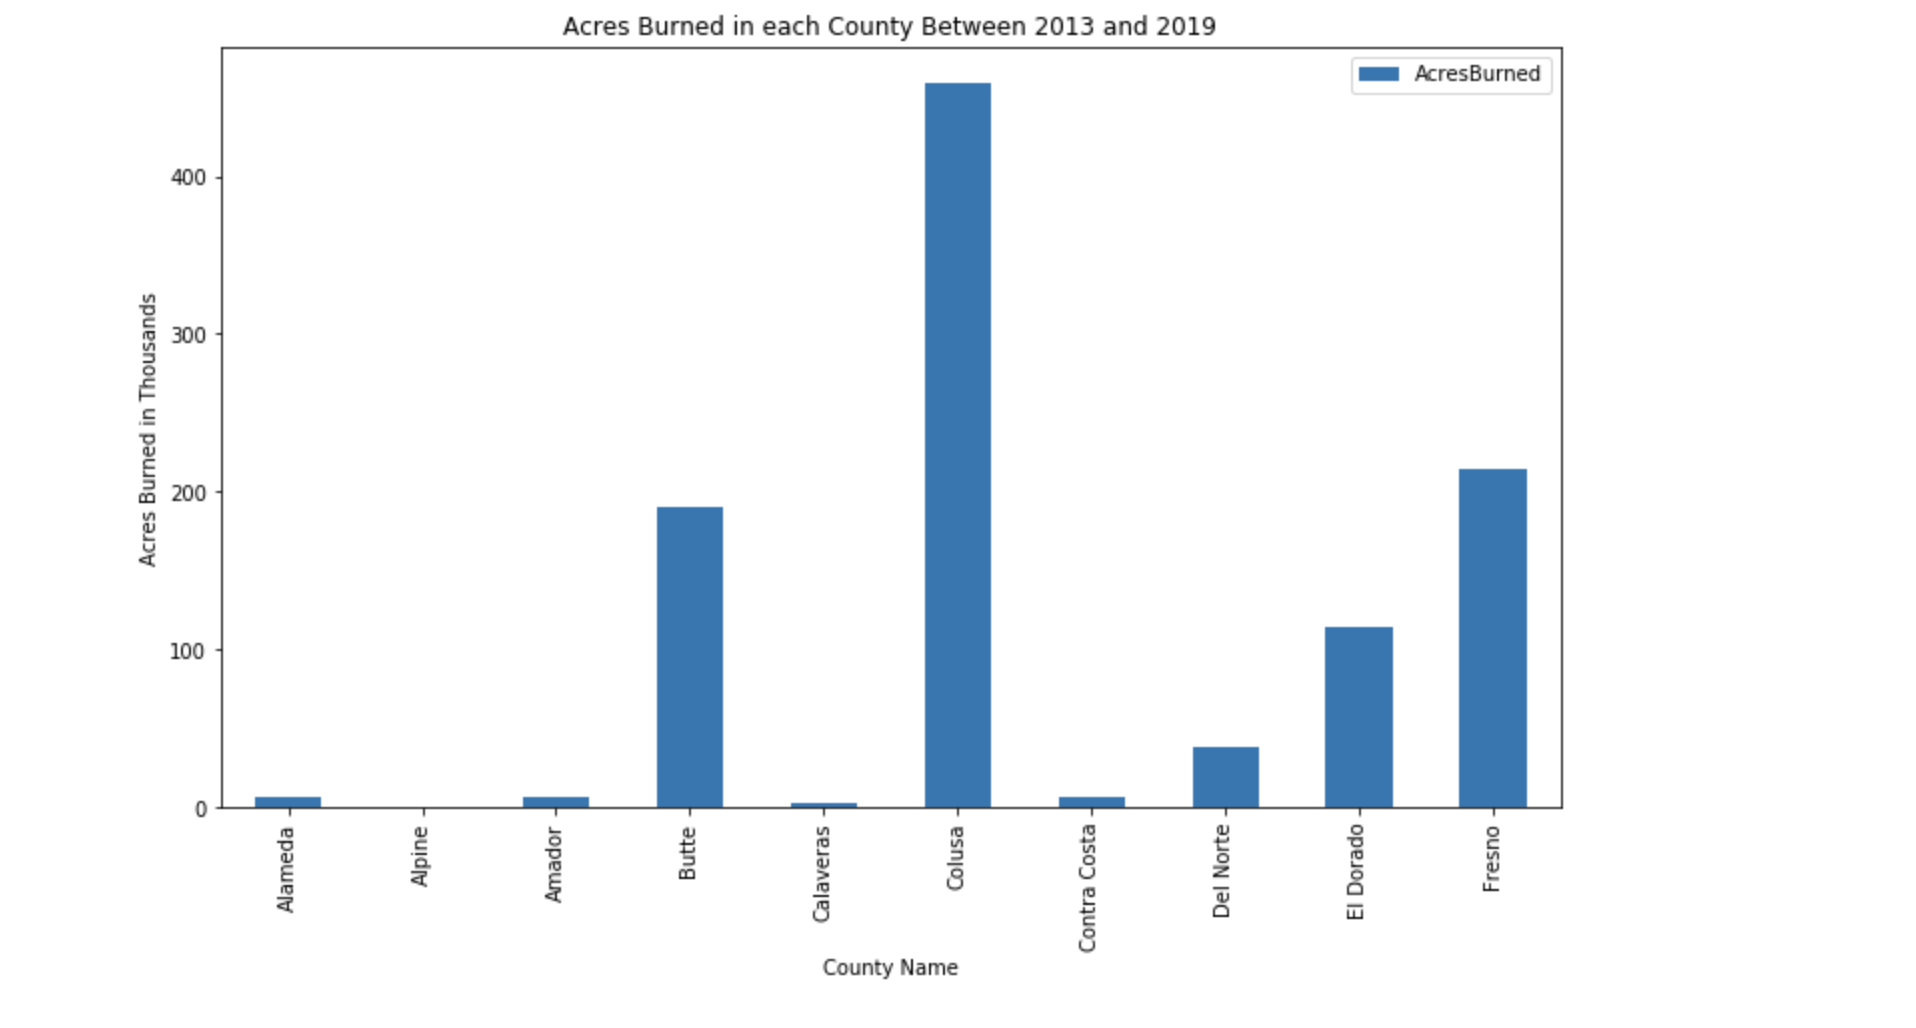 Acres Burned in each County Between 2013 and 2019
AcresBurned
Acres Burned in Thousands
400
300
200
100
0
Alameda
Alpine
Amador
Butte
Calaveras
Colusa
Contra Costa
Del Norte
El Dorado
Fresno
County Name